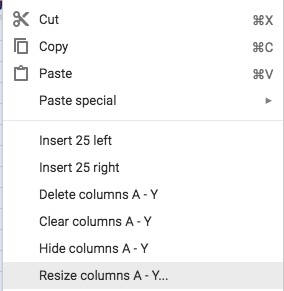 Cut ⌘X
Copy ⌘C
Paste ⌘V
Paste special ►
Insert 25 left
Insert 25 right
Delete columns A - Y
Clear columns A - Y
Hide columns A - Y
Resize columns A - Y...